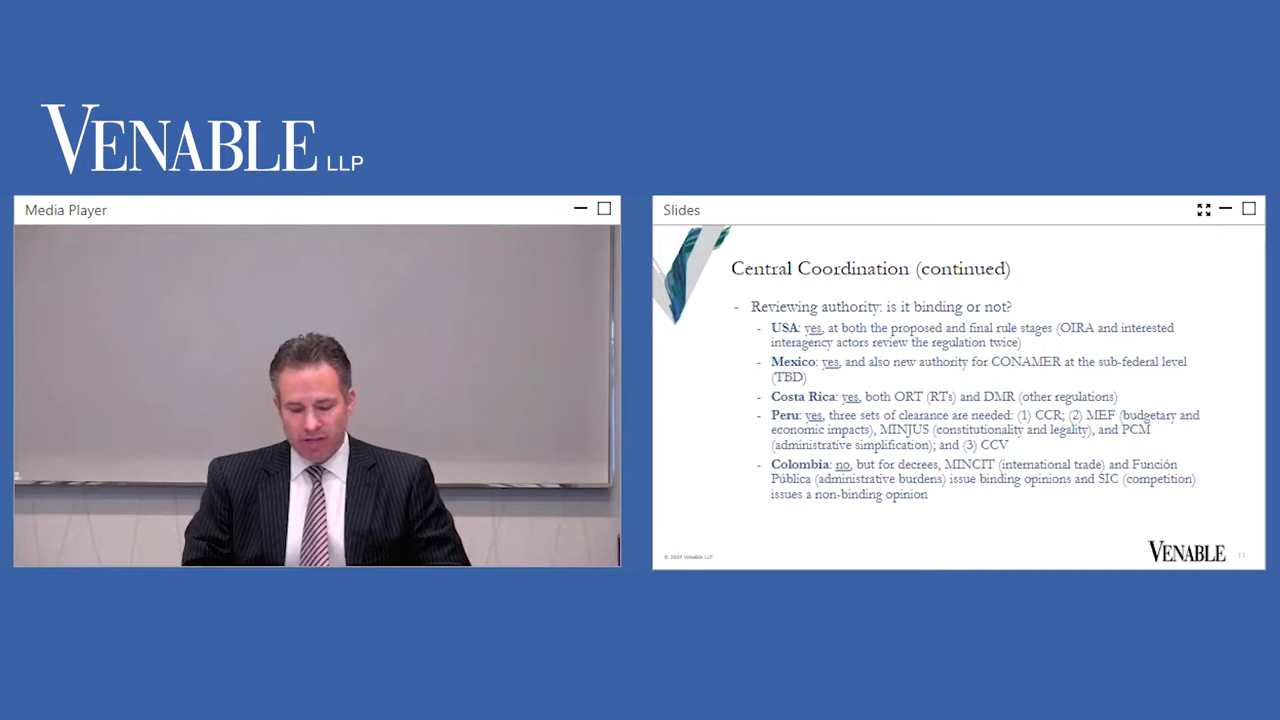 VENABLE LLP
Media Player
Slides
Central Coordination (continued)
- Reviewing authority: is it binding or not?
- USA: yes, at both the proposed and final rule stages (OIRA and interested
interagency actors review the regulation twice)
- Mexico: yes, and also new authority for CONAMER at the sub-federal level
(TBD)
- Costa Rica: yes, both ORT (RTs) and DMR (other regulations)
- Peru: yes, three sets of clearance are needed: (1) CCR; (2) MEF (budgetary and
economic impacts), MINJUS (constitutionality and legality), and PCM
(administrative simplification); and (3) CCV
- Colombia: no, but for decrees, MINCIT (international trade) and Función
Pública (administrative burdens) issue binding opinions and SIC (competition)
issues a non-binding opinion
© Venable LLP
VENABLE
11